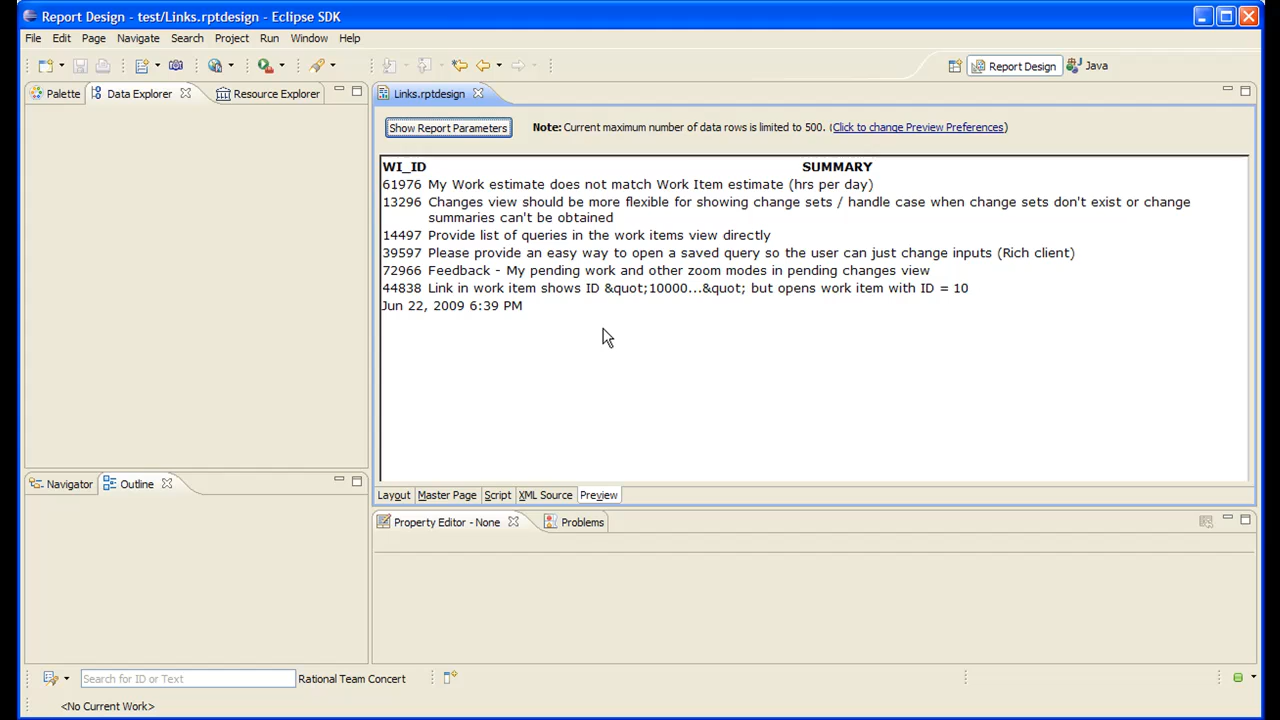 Report Design - test/Links.rptdesign - Eclipse SDK
File Edit Page Navigate Search Project Run Window Help
Report Design Java
Palette Data Explorer Resource Explorer
Links.rptdesign
Show Report Parameters Note: Current maximum number of data rows is limited to 500. (Click to change Preview Preferences)
WI_ID SUMMARY
61976 My Work estimate does not match Work Item estimate (hrs per day)
13296 Changes view should be more flexible for showing change sets / handle case when change sets don't exist or change
summaries can't be obtained
14497 Provide list of queries in the work items view directly
39597 Please provide an easy way to open a saved query so the user can just change inputs (Rich client)
72966 Feedback - My pending work and other zoom modes in pending changes view
44838 Link in work item shows ID &quot;10000...&quot; but opens work item with ID = 10
Jun 22, 2009 6:39 PM
Navigator Outline
Layout Master Page Script XML Source Preview
Property Editor - None Problems
Search for ID or Text Rational Team Concert
<No Current Work>